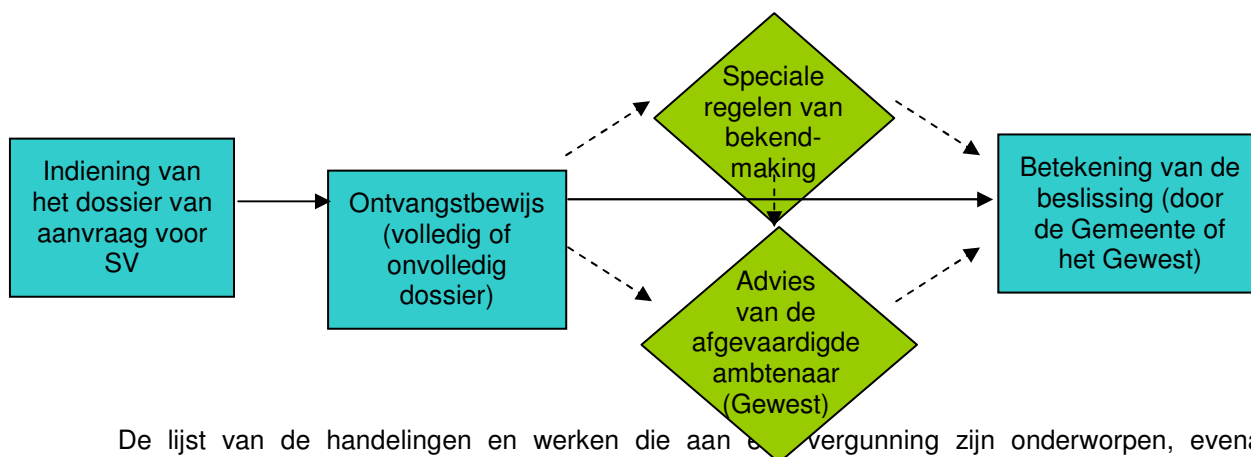 Indiening van
het dossier van
aanvraag voor
SV
Ontvangstbewijs
(volledig of
onvolledig
dossier)
Speciale
regelen van
bekend-
making
Advies
van de
afgevaardigde
ambtenaar
(Gewest)
Betekening van de
beslissing (door
de Gemeente of
het Gewest)
De lijst van de handelingen en werken die aan vergunning zijn onderworpen,